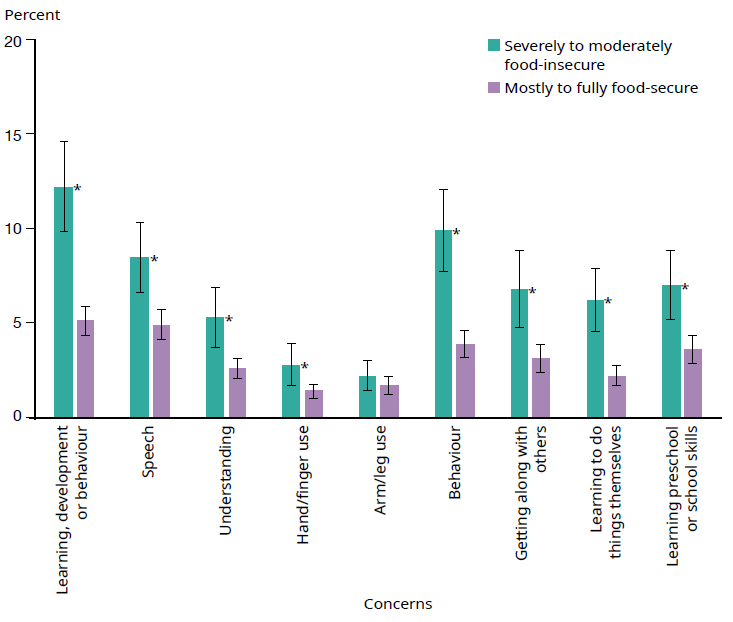 Percent
20
15
10
5
0
Severely to moderately
food-insecure
Mostly to fully food-secure
*
*
*
*
*
*
*
*
Learning, development
or behaviour
Speech
Understanding
Hand/finger use
Arm/leg use
Behaviour
Getting along with
others
Learning to do
things themselves
Learning preschool
or school skills
Concerns